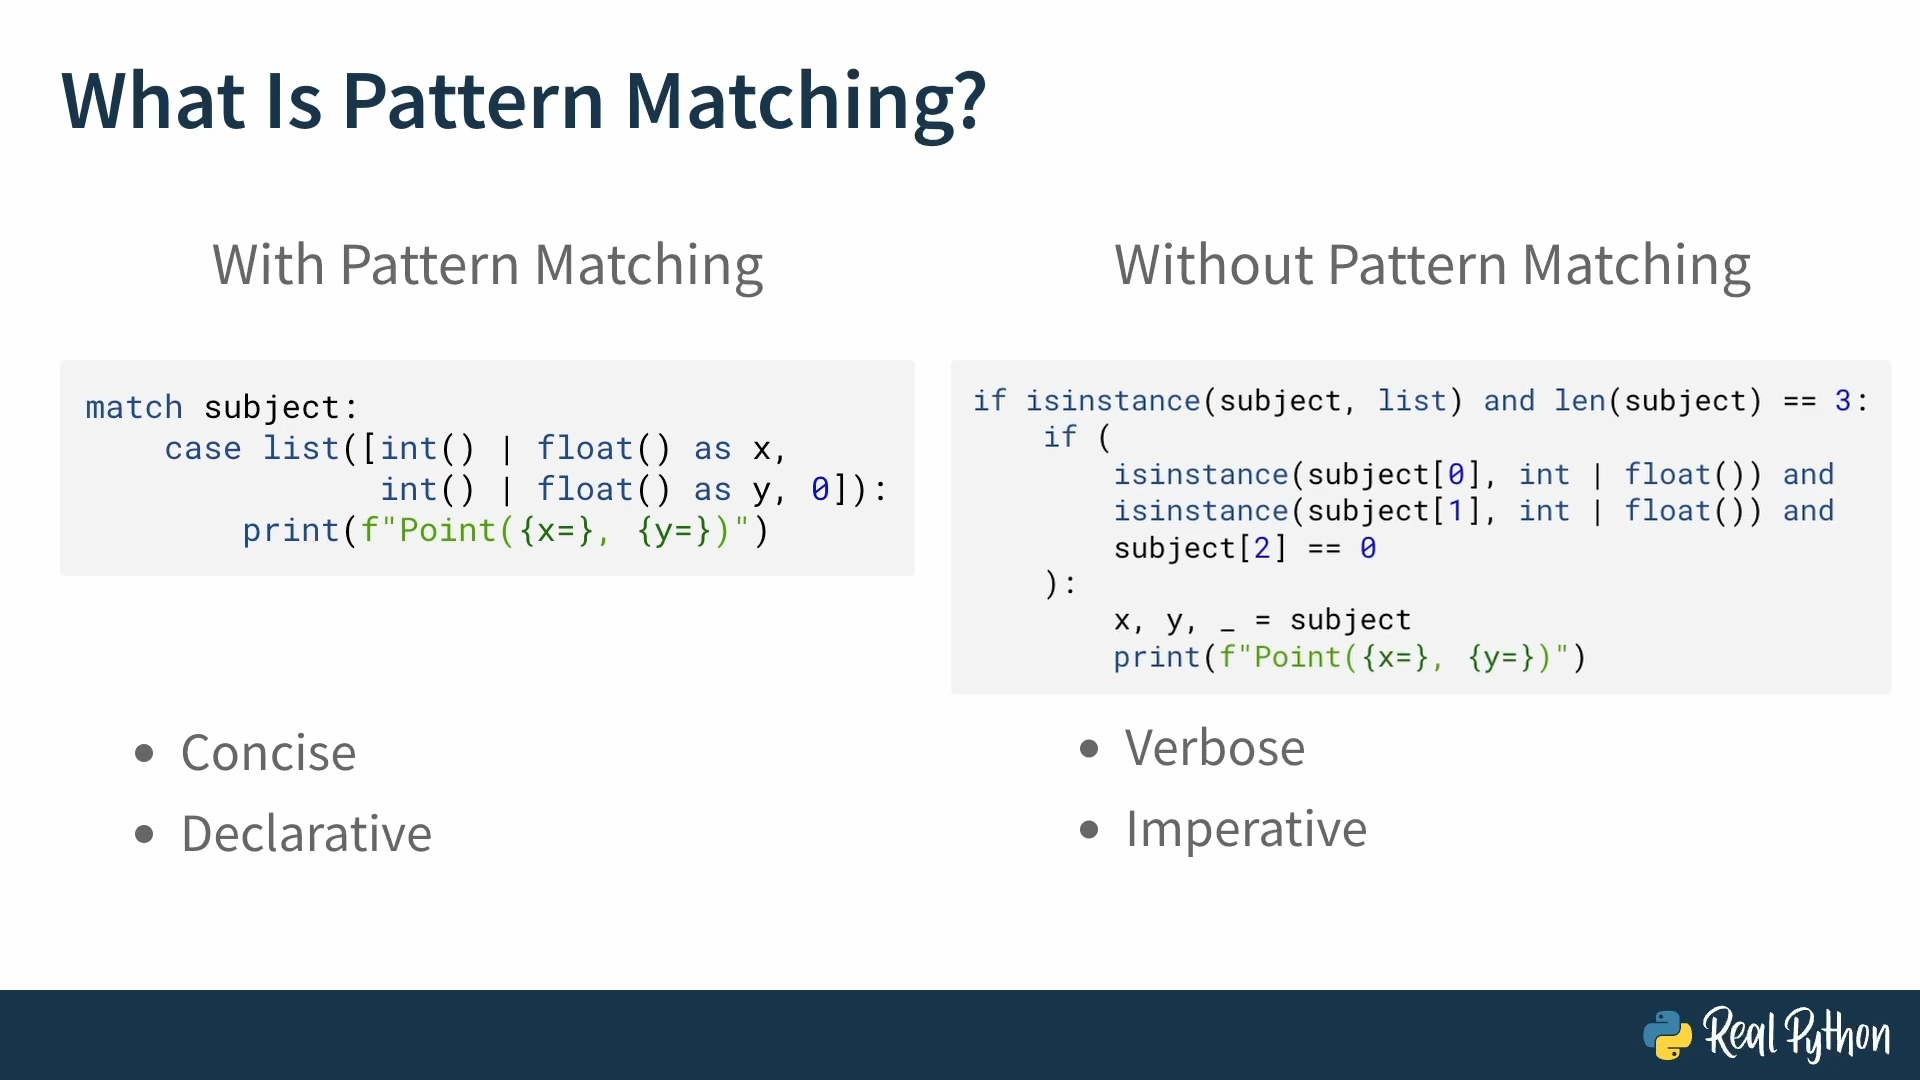 What Is Pattern Matching?
With Pattern Matching
match subject:
    case list([int() | float() as x,
               int() | float() as y, 0]):
        print(f"Point({x=}, {y=})")
• Concise
• Declarative
Without Pattern Matching
if isinstance(subject, list) and len(subject) == 3:
    if (
        isinstance(subject[0], int | float()) and
        isinstance(subject[1], int | float()) and
        subject[2] == 0
    ):
        x, y, _ = subject
        print(f"Point({x=}, {y=})")
• Verbose
• Imperative
Real Python